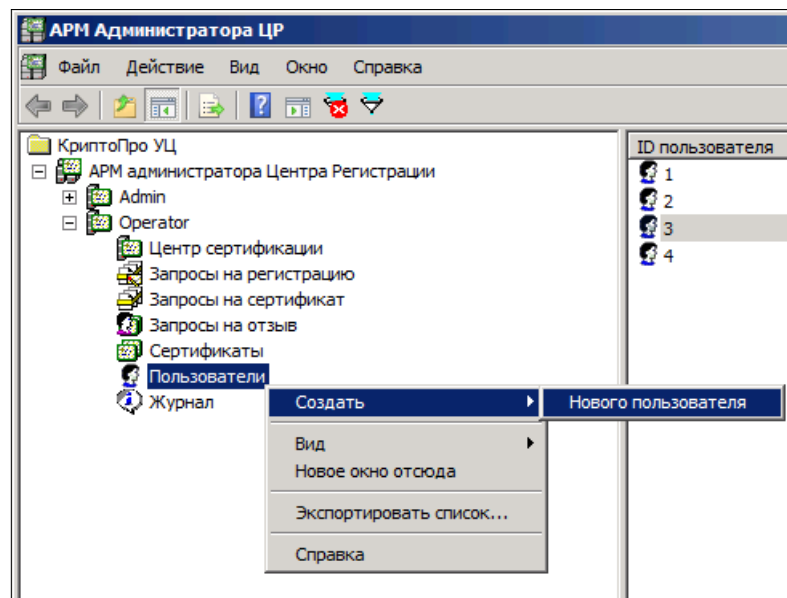 АРМ Администратора ЦР
Файл Действие Вид Окно Справка
КриптоПро УЦ
АРМ администратора Центра Регистрации
Admin
Operator
Центр сертификации
Запросы на регистрацию
Запросы на сертификат
Запросы на отзыв
Сертификаты
Пользователи
Журнал
Создать
Вид
Новое окно отсюда
Экспортировать список...
Справка
Нового пользователя
ID пользователя
1
2
3
4